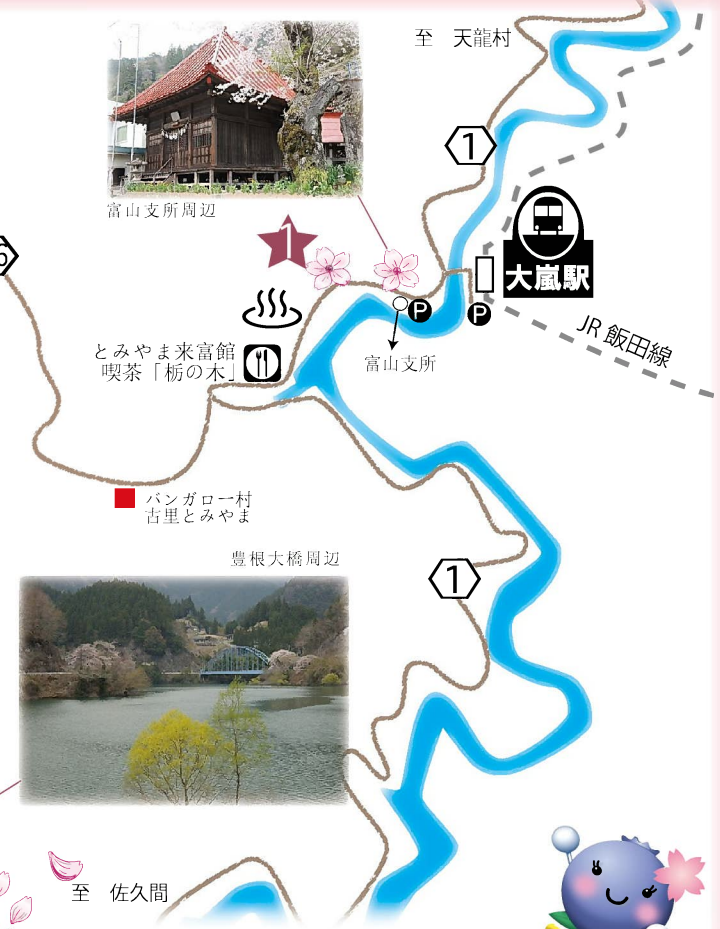 至　天龍村
1
富山支所周辺
1
6
大嵐駅
P
P
JR 飯田線
富山支所
とみやま来富館
喫茶「栃の木」
バンガロー村
古里とみやま
豊根大橋周辺
1
至　佐久間